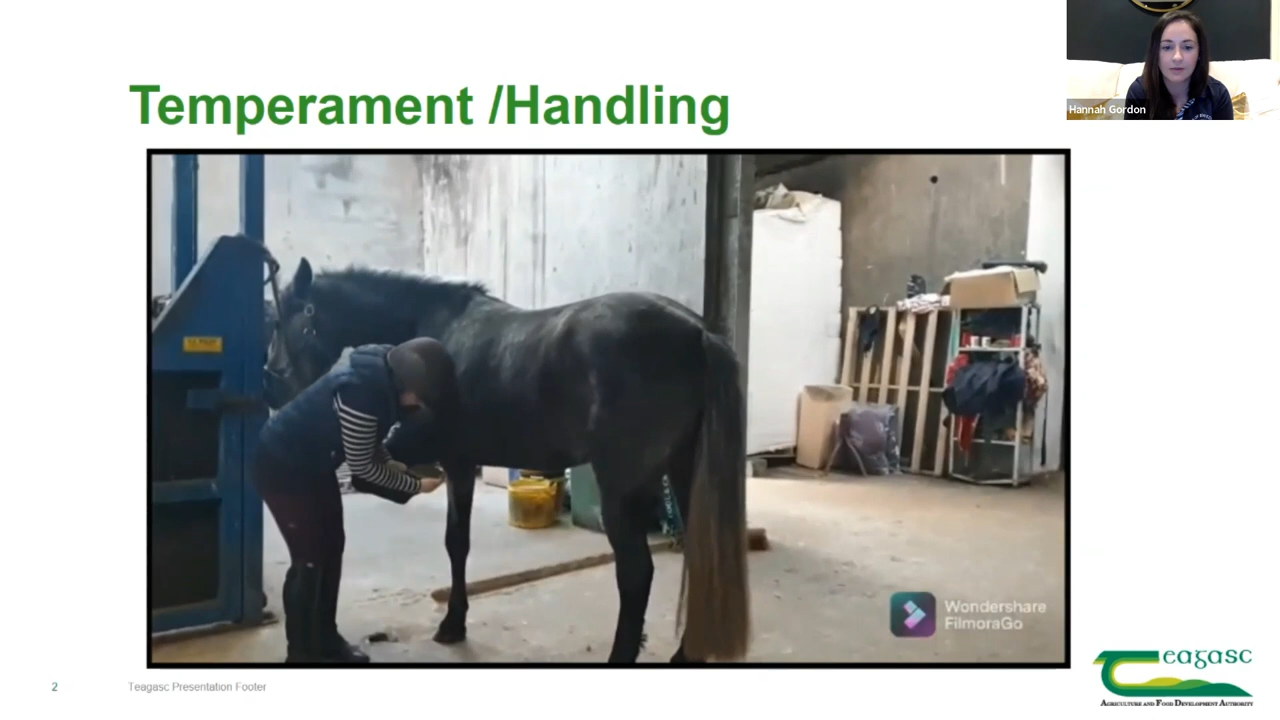 Temperament /Handling
Hannah Gordon
Wondershare
FilmoraGo
2
Teagasc Presentation Footer
Teagasc
AGRICULTURE AND FOOD DEVELOPMENT AUTHORITY